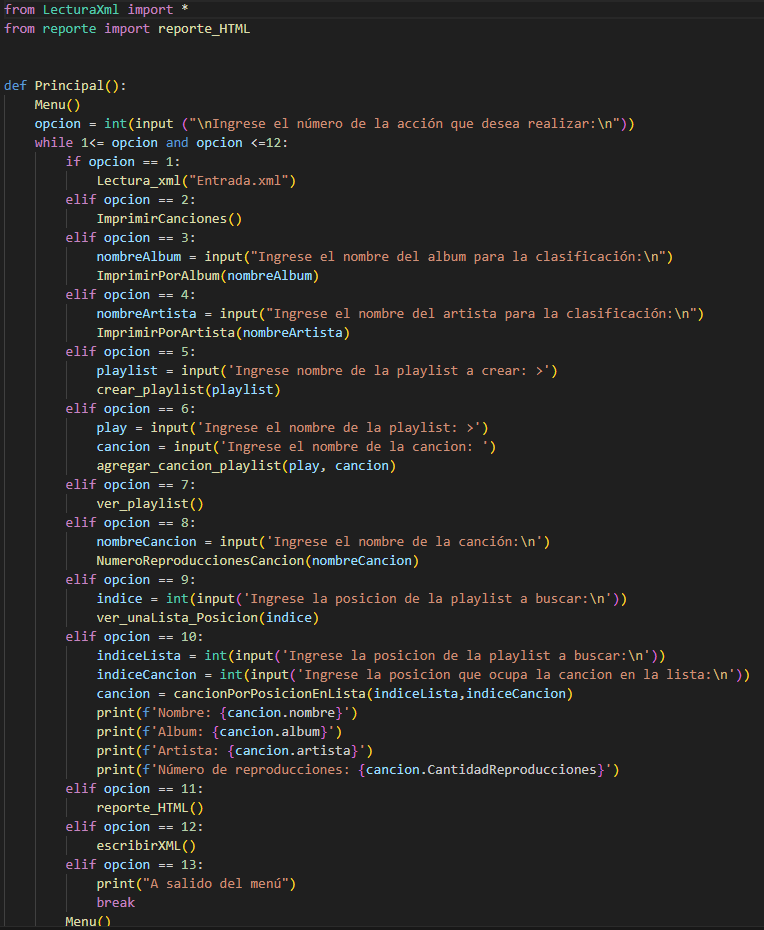 from LecturaXml import *
from reporte import reporte_HTML
def Principal():
    Menu()
    opcion = int(input ("\nIngrese el número de la acción que desea realizar:\n"))
    while 1<= opcion and opcion <=12:
        if opcion == 1:
            Lectura_xml("Entrada.xml")
        elif opcion == 2:
            ImprimirCanciones()
        elif opcion == 3:
            nombreAlbum = input("Ingrese el nombre del album para la clasificación:\n")
            ImprimirPorAlbum(nombreAlbum)
        elif opcion == 4:
            nombreArtista = input("Ingrese el nombre del artista para la clasificación:\n")
            ImprimirPorArtista(nombreArtista)
        elif opcion == 5:
            playlist = input('Ingrese nombre de la playlist a crear: >')
            crear_playlist(playlist)
        elif opcion == 6:
            play = input('Ingrese el nombre de la playlist: >')
            cancion = input('Ingrese el nombre de la cancion: ')
            agregar_cancion_playlist(play, cancion)
        elif opcion == 7:
            ver_playlist()
        elif opcion == 8:
            nombreCancion = input('Ingrese el nombre de la canción:\n')
            NumeroReproduccionesCancion(nombreCancion)
        elif opcion == 9:
            indice = int(input('Ingrese la posicion de la playlist a buscar:\n'))
            ver_unaLista_Posicion(indice)
        elif opcion == 10:
            indiceLista = int(input('Ingrese la posicion de la playlist a buscar:\n'))
            indiceCancion = int(input('Ingrese la posicion que ocupa la cancion en la lista:\n'))
            cancion = cancionPorPosicionEnLista(indiceLista,indiceCancion)
            print(f'Nombre: {cancion.nombre}')
            print(f'Album: {cancion.album}')
            print(f'Artista: {cancion.artista}')
            print(f'Número de reproducciones: {cancion.CantidadReproducciones}')
        elif opcion == 11:
            reporte_HTML()
        elif opcion == 12:
            escribirXML()
        elif opcion == 13:
            print("A salido del menú")
            break
        Menu()